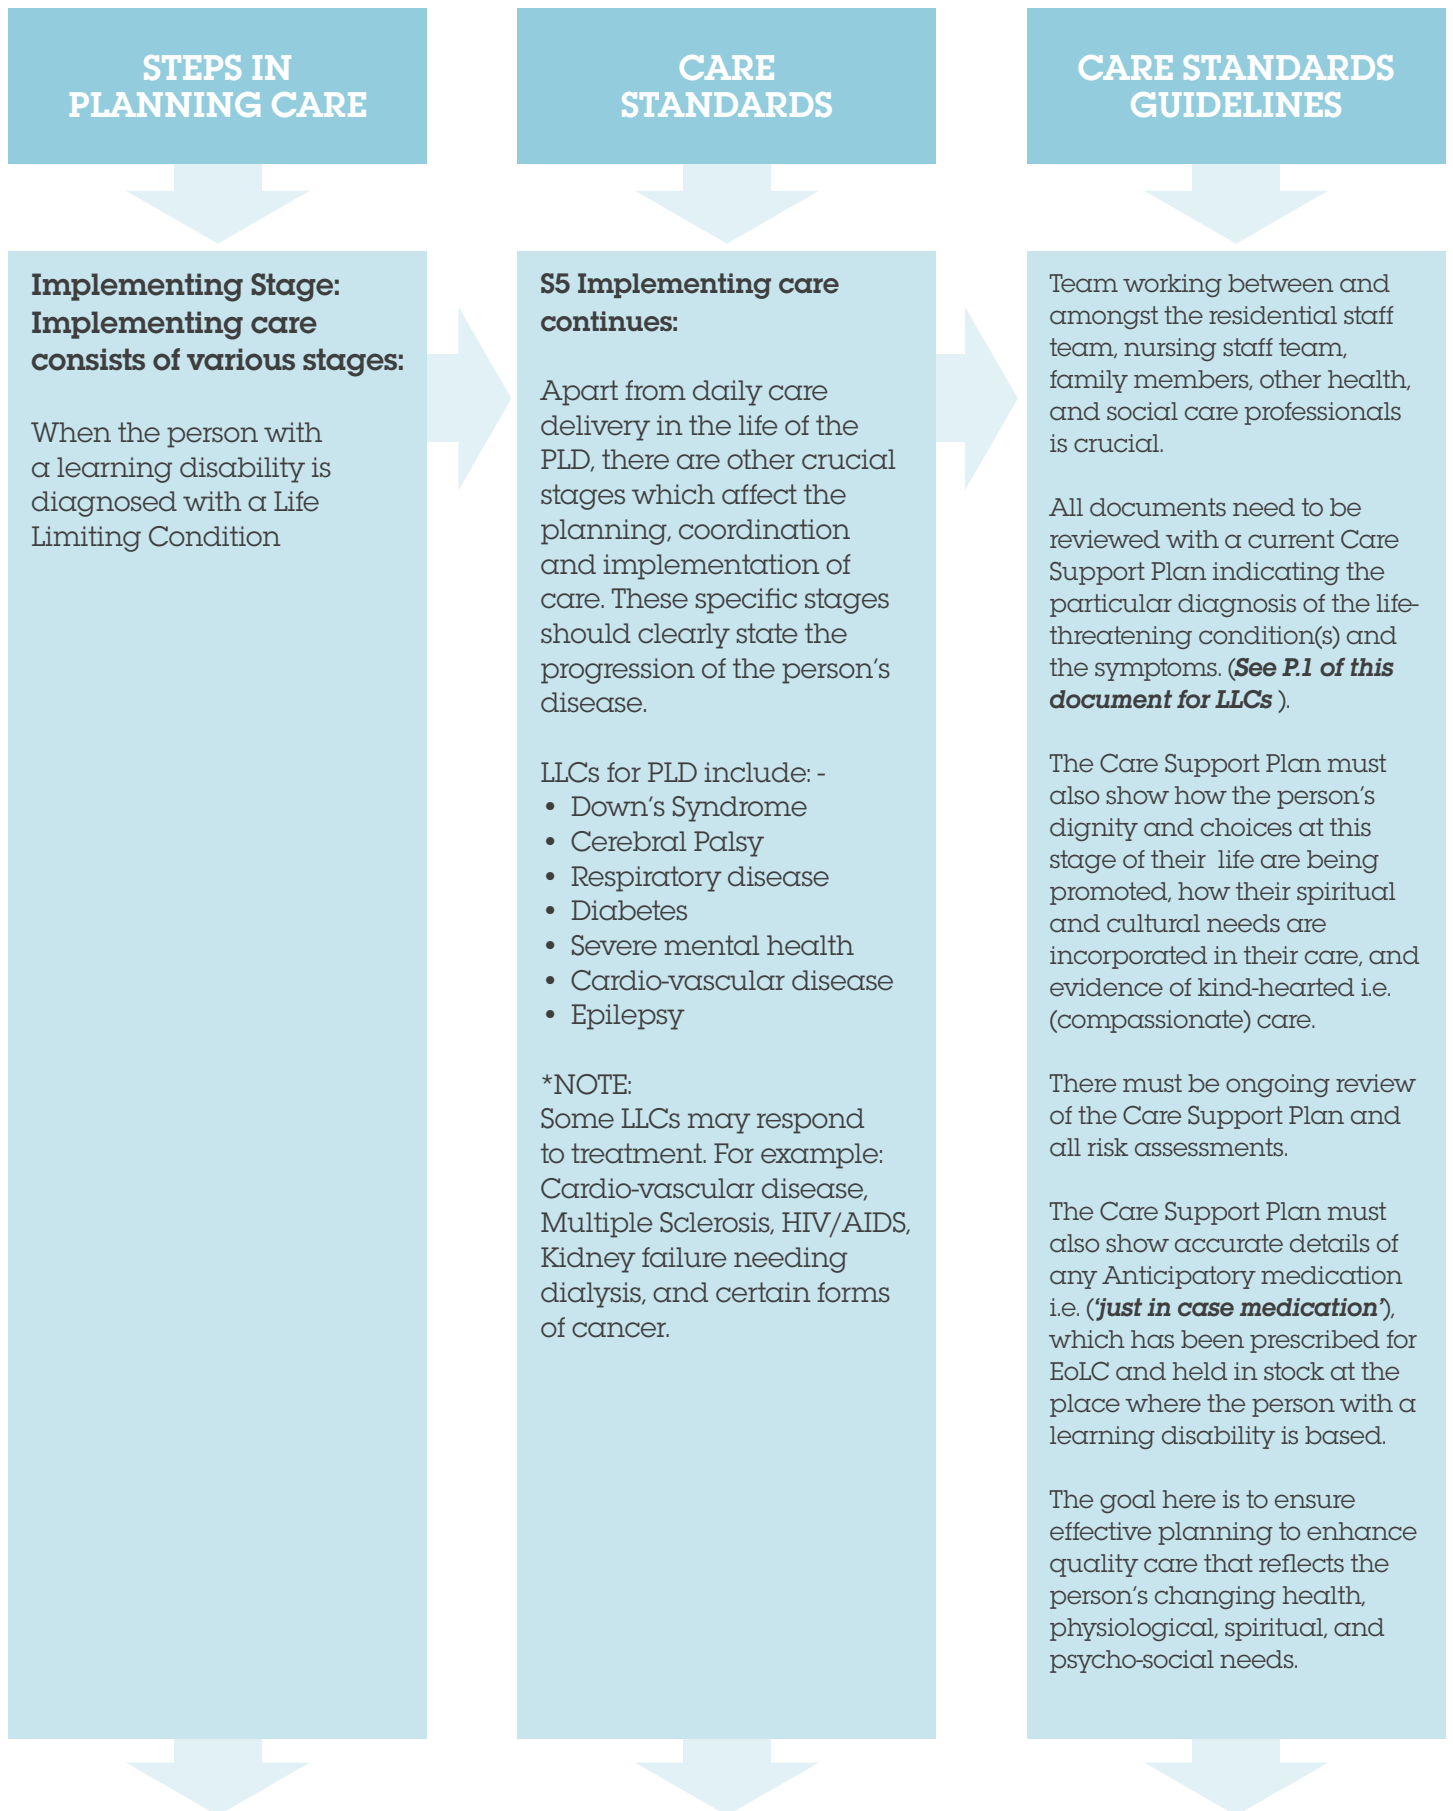 STEPS IN
PLANNING CARE
Implementing Stage:
Implementing care
consists of various stages:
When the person with
a learning disability is
diagnosed with a Life
Limiting Condition
CARE
STANDARDS
S5 Implementing care
continues:
Apart from daily care
delivery in the life of the
PLD, there are other crucial
stages which affect the
planning, coordination
and implementation of
care. These specific stages
should clearly state the
progression of the person's
disease.
LLCs for PLD include: -
• Down's Syndrome
• Cerebral Palsy
• Respiratory disease
• Diabetes
• Severe mental health
• Cardio-vascular disease
• Epilepsy
*NOTE:
Some LLCs may respond
to treatment. For example:
Cardio-vascular disease,
Multiple Sclerosis, HIV/AIDS,
Kidney failure needing
dialysis, and certain forms
of cancer.
CARE STANDARDS
GUIDELINES
Team working between and
amongst the residential staff
team, nursing staff team,
family members, other health,
and social care professionals
is crucial.
All documents need to be
reviewed with a current Care
Support Plan indicating the
particular diagnosis of the life-
threatening condition(s) and
the symptoms. (See P.1 of this
document for LLCs ).
The Care Support Plan must
also show how the person's
dignity and choices at this
stage of their  life are being
promoted, how their spiritual
and cultural needs are
incorporated in their care, and
evidence of kind-hearted i.e.
(compassionate) care.
There must be ongoing review
of the Care Support Plan and
all risk assessments.
The Care Support Plan must
also show accurate details of
any Anticipatory medication
i.e. ('just in case medication'),
which has been prescribed for
EoLC and held in stock at the
place where the person with a
learning disability is based.
The goal here is to ensure
effective planning to enhance
quality care that reflects the
person's changing health,
physiological, spiritual, and
psycho-social needs.